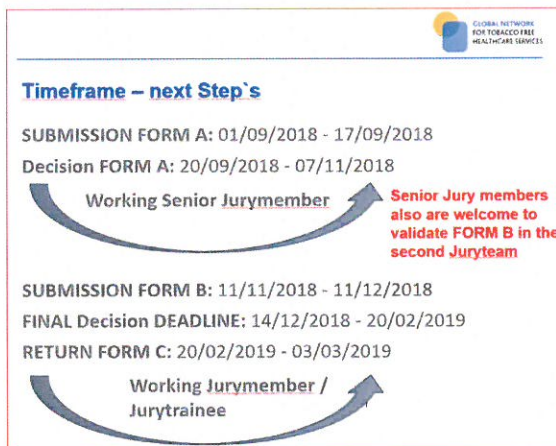 GLOBAL NETWORK
FOR TOBACCO FREE
HEALTHCARE SERVICES
Timeframe – next Step`s
SUBMISSION FORM A: 01/09/2018 - 17/09/2018
Decision FORM A: 20/09/2018 - 07/11/2018
Working Senior Jurymember
Senior Jury members
also are welcome to
validate FORM B in the
second Juryteam
SUBMISSION FORM B: 11/11/2018 - 11/12/2018
FINAL Decision DEADLINE: 14/12/2018 - 20/02/2019
RETURN FORM C: 20/02/2019 - 03/03/2019
Working Jurymember /
Jurytrainee